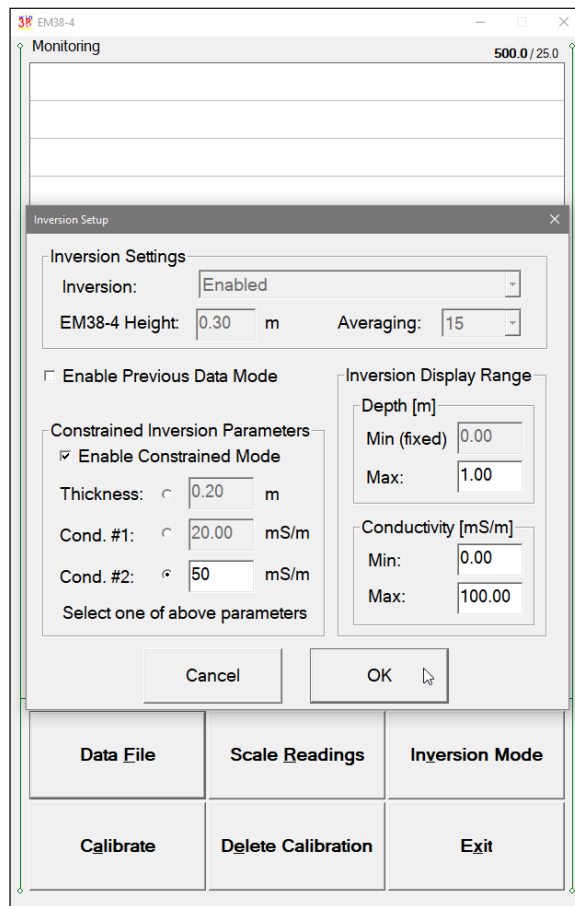 38 EM38-4
Monitoring
500.0 / 25.0
Inversion Setup
Inversion Settings
Inversion: Enabled
EM38-4 Height: 0.30 m Averaging: 15
Enable Previous Data Mode
Inversion Display Range
Depth [m]
Min (fixed) 0.00
Max: 1.00
Constrained Inversion Parameters
Enable Constrained Mode
Thickness: 0.20 m
Cond. #1: 20.00 mS/m
Cond. #2: 50 mS/m
Select one of above parameters
Conductivity [mS/m]
Min: 0.00
Max: 100.00
Cancel OK
Data File Scale Readings Inversion Mode
Calibrate Delete Calibration Exit